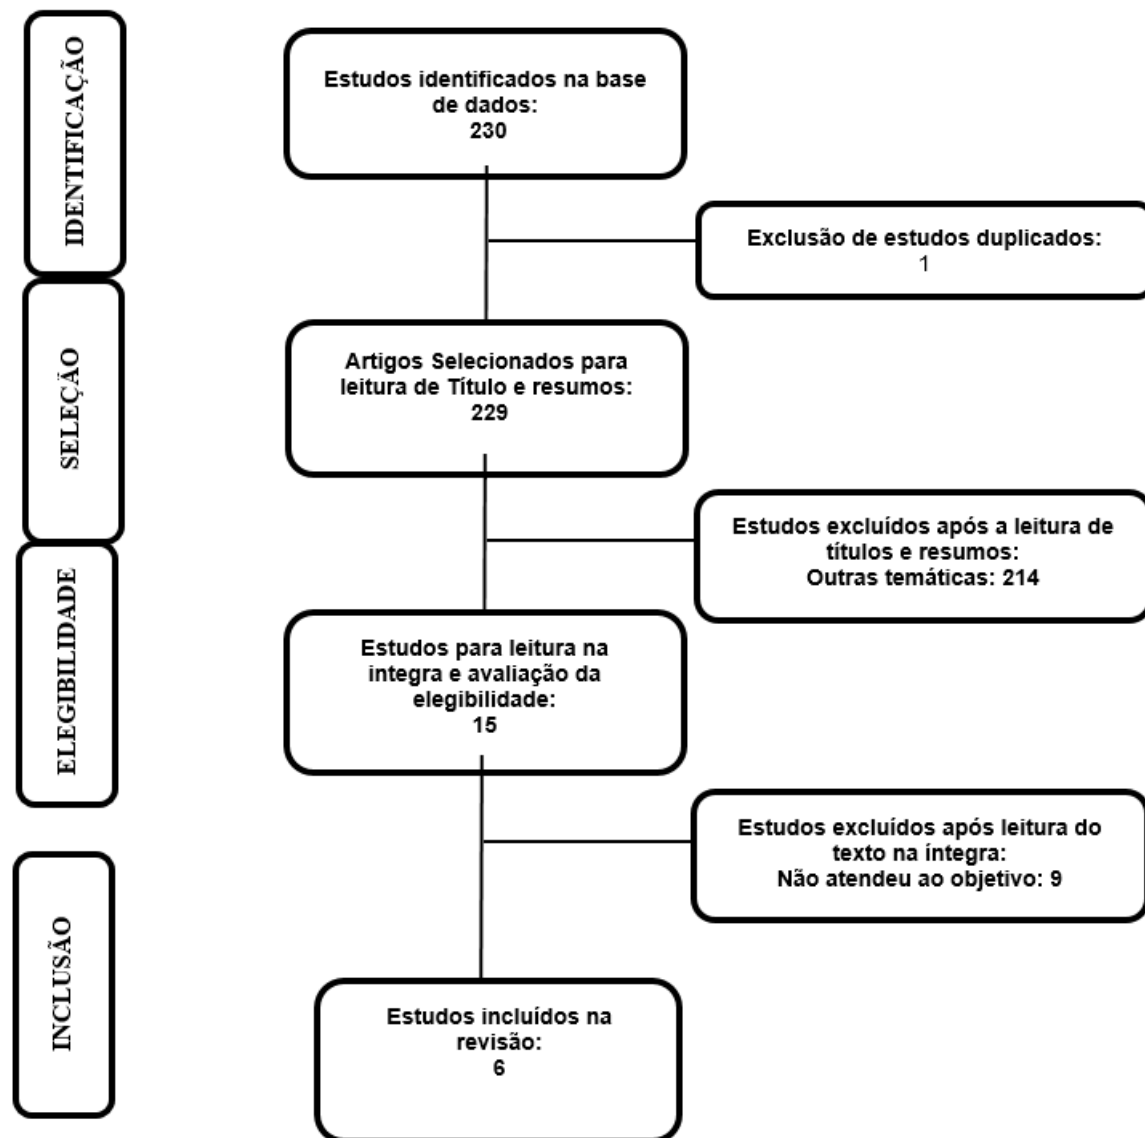 IDENTIFICAÇÃO
Estudos identificados na base
de dados:
230
Exclusão de estudos duplicados:
1
SELEÇÃO
Artigos Selecionados para
leitura de Título e resumos:
229
Estudos excluídos após a leitura de
títulos e resumos:
Outras temáticas: 214
ELEGIBILIDADE
Estudos para leitura na
integra e avaliação da
elegibilidade:
15
Estudos excluídos após leitura do
texto na íntegra:
Não atendeu ao objetivo: 9
INCLUSÃO
Estudos incluídos na
revisão:
6